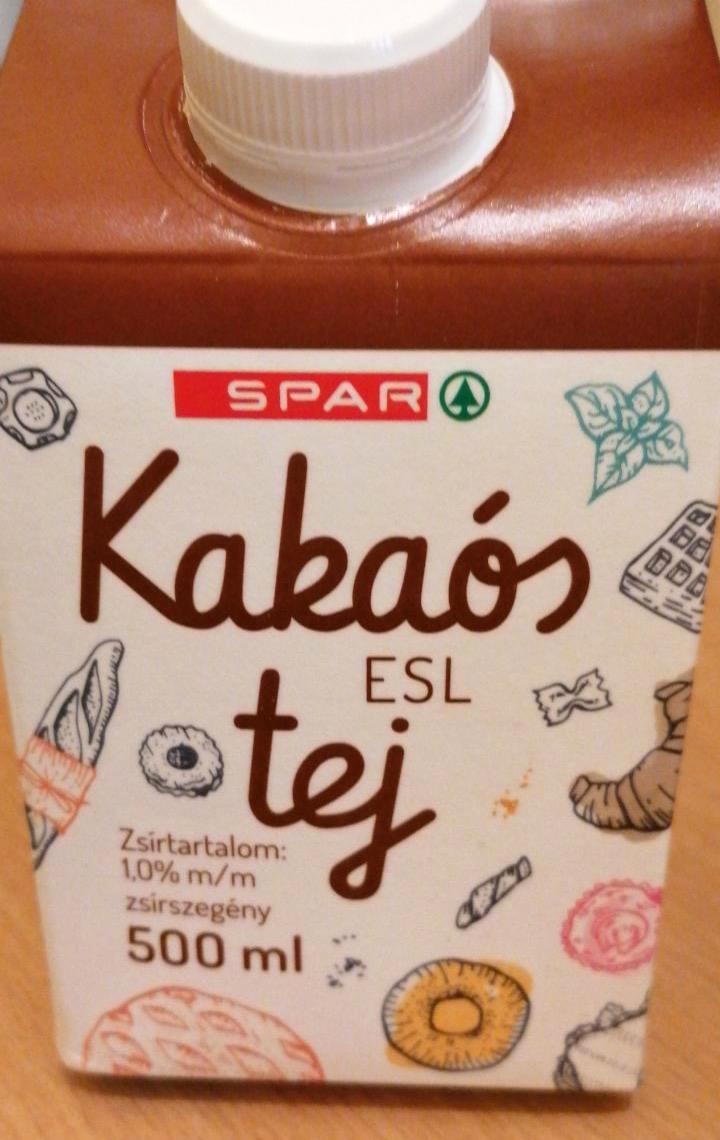 SPAR
Kakaós
ESL
tej
Zsírtartalom:
1,0% m/m
zsírszegény
500 ml